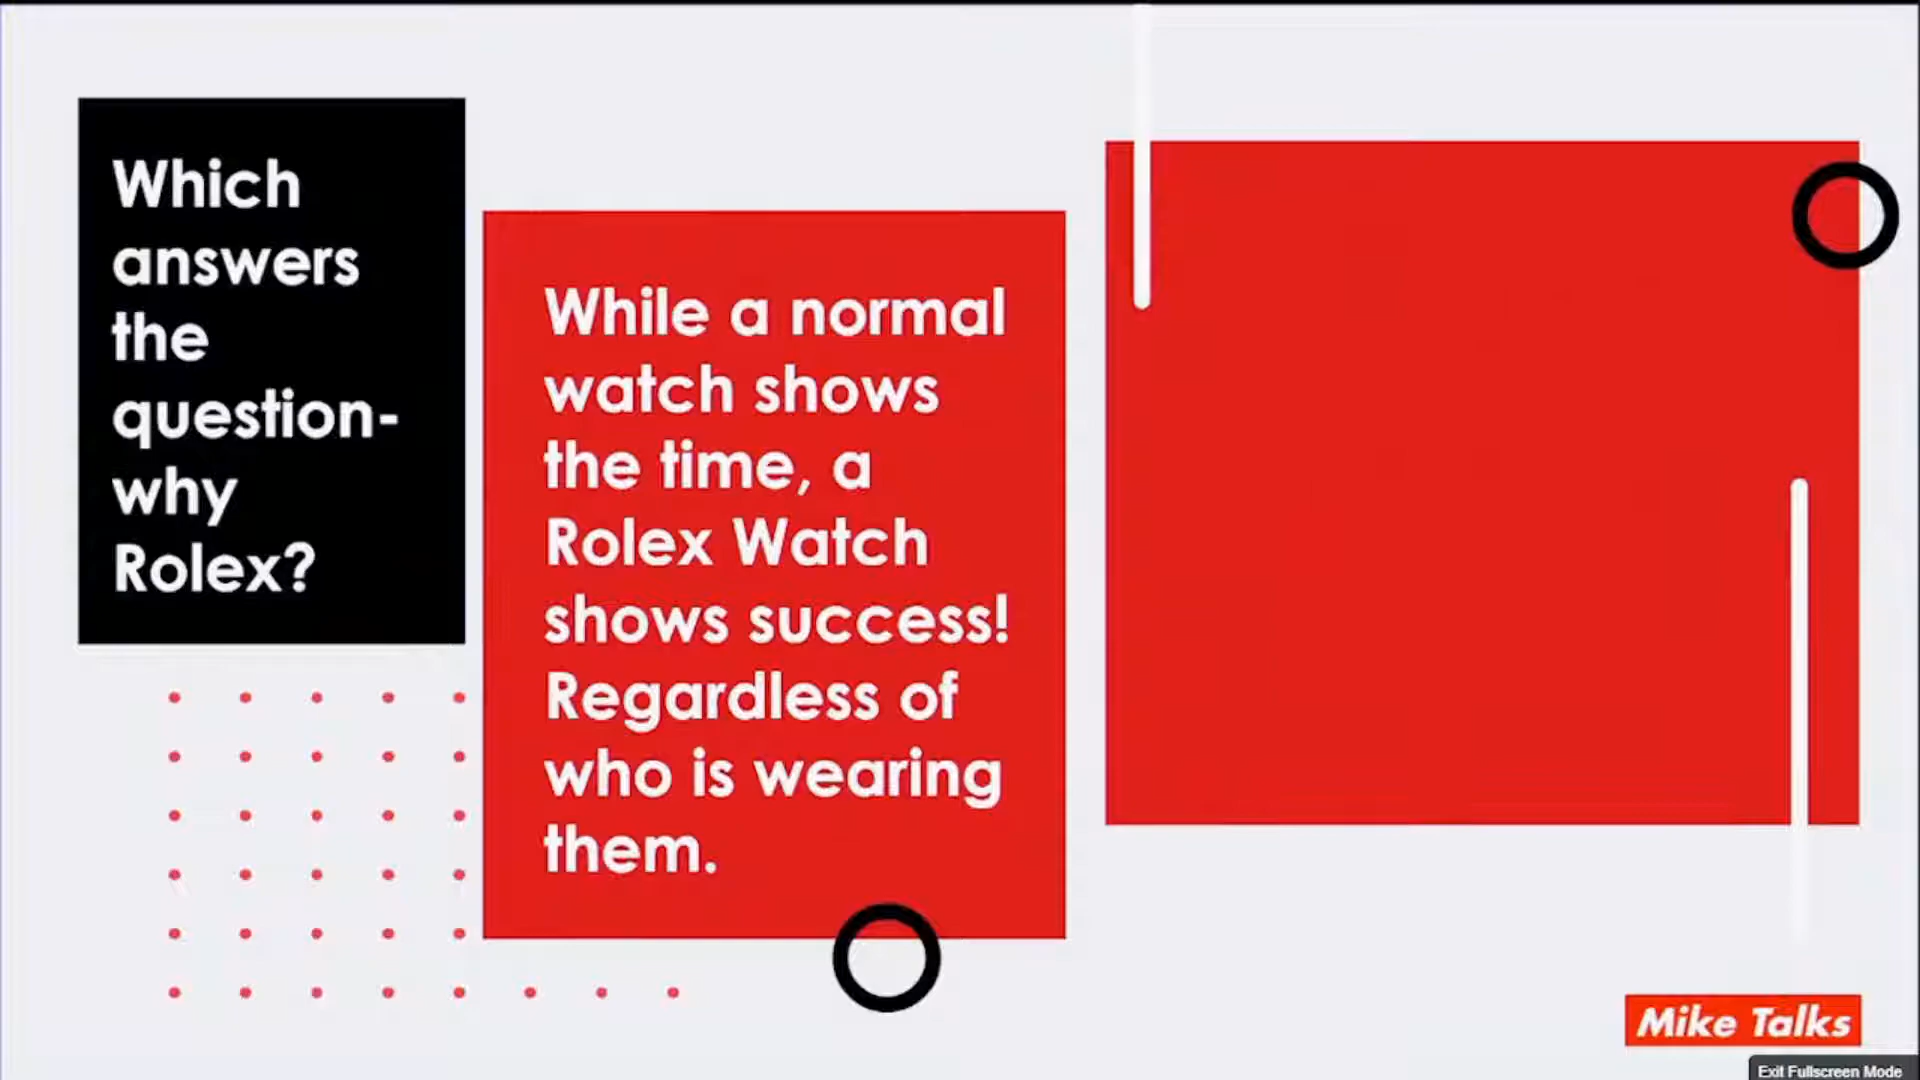 Which
answers
the
question-
why
Rolex?
While a normal
watch shows
the time, a
Rolex Watch
shows success!
Regardless of
who is wearing
them.
Mike Talks
Exit Fullscreen Mode